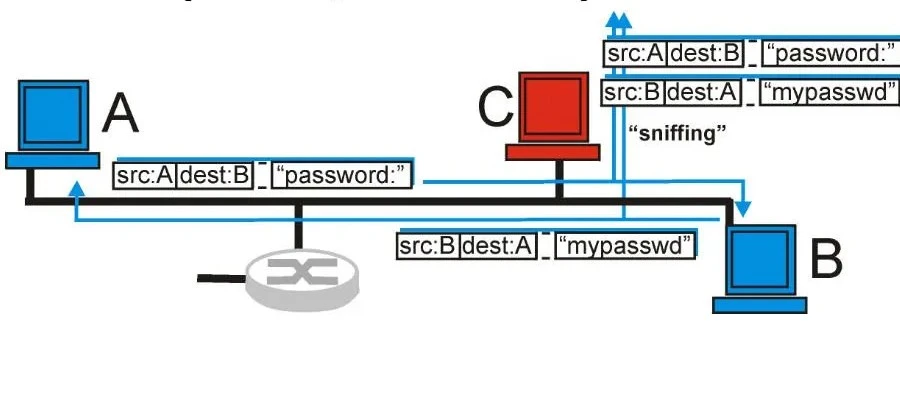 src:A dest:B "password:"
src:B dest:A "mypasswd"
A
C
"sniffing"
src:A dest:B "password:"
src:B dest:A "mypasswd"
B